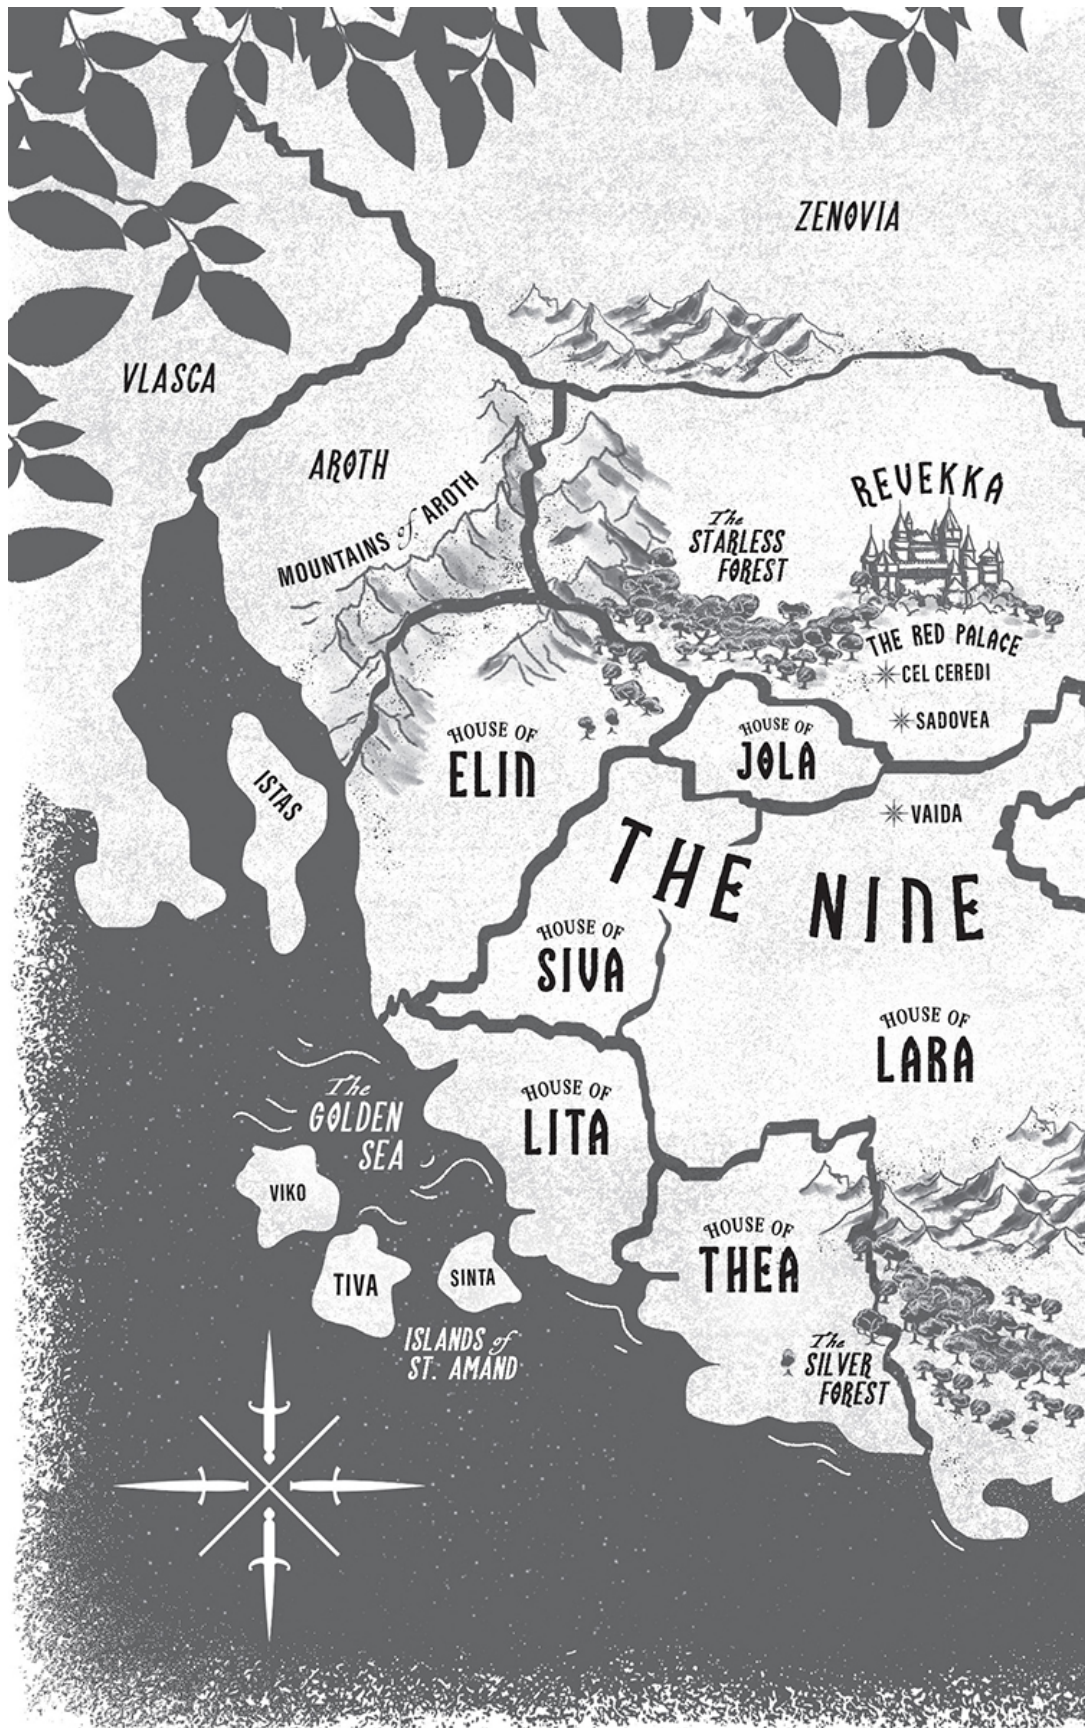 ZENOVIA
VLASCA
AROTH
MOUNTAINS of AROTH
REVEKKA
The
STARLESS
FOREST
THE RED PALACE
CEL CEREDI
SADOVEA
HOUSE OF
ELIN
HOUSE OF
JOLA
ISTAS
VAIDA
THE NINE
HOUSE OF
SIVA
HOUSE OF
LARA
The
GOLDEN
SEA
HOUSE OF
LITA
VIKO
TIVA
SINTA
HOUSE OF
THEA
ISLANDS of
ST. AMAND
The
SILVER
FOREST